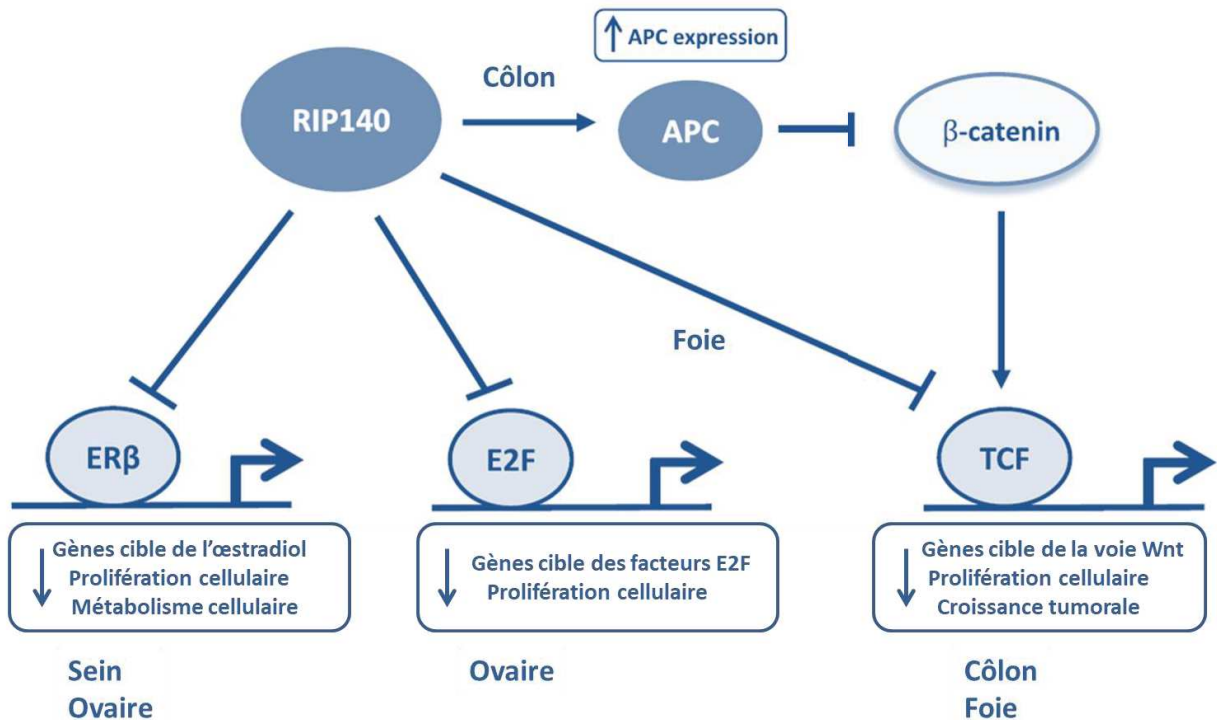 ↑ APC expression
Côlon
RIP140
APC
β-catenin
Foie
ERβ
E2F
TCF
Gènes cible de l'œstradiol
Prolifération cellulaire
Métabolisme cellulaire
Gènes cible des facteurs E2F
Prolifération cellulaire
Gènes cible de la voie Wnt
Prolifération cellulaire
Croissance tumorale
Sein
Ovaire
Ovaire
Côlon
Foie